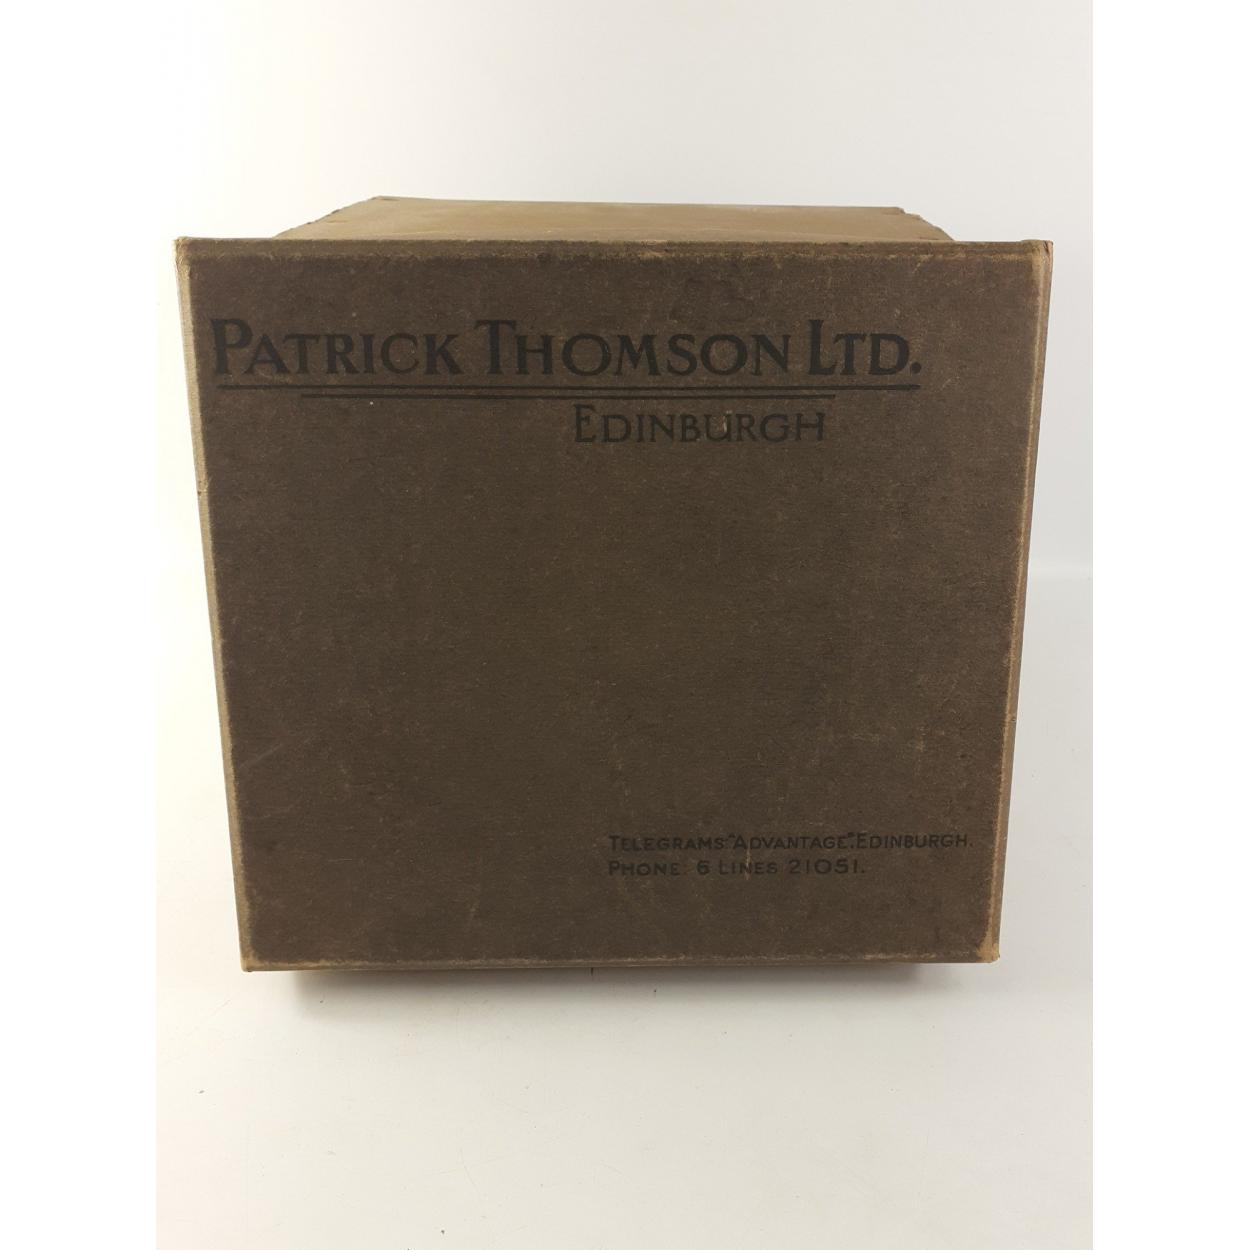 PATRICK THOMSON LTD.
EDINBURGH
TELEGRAMS: "ADVANTAGE". EDINBURGH.
PHONE: 6 LINES 21051.